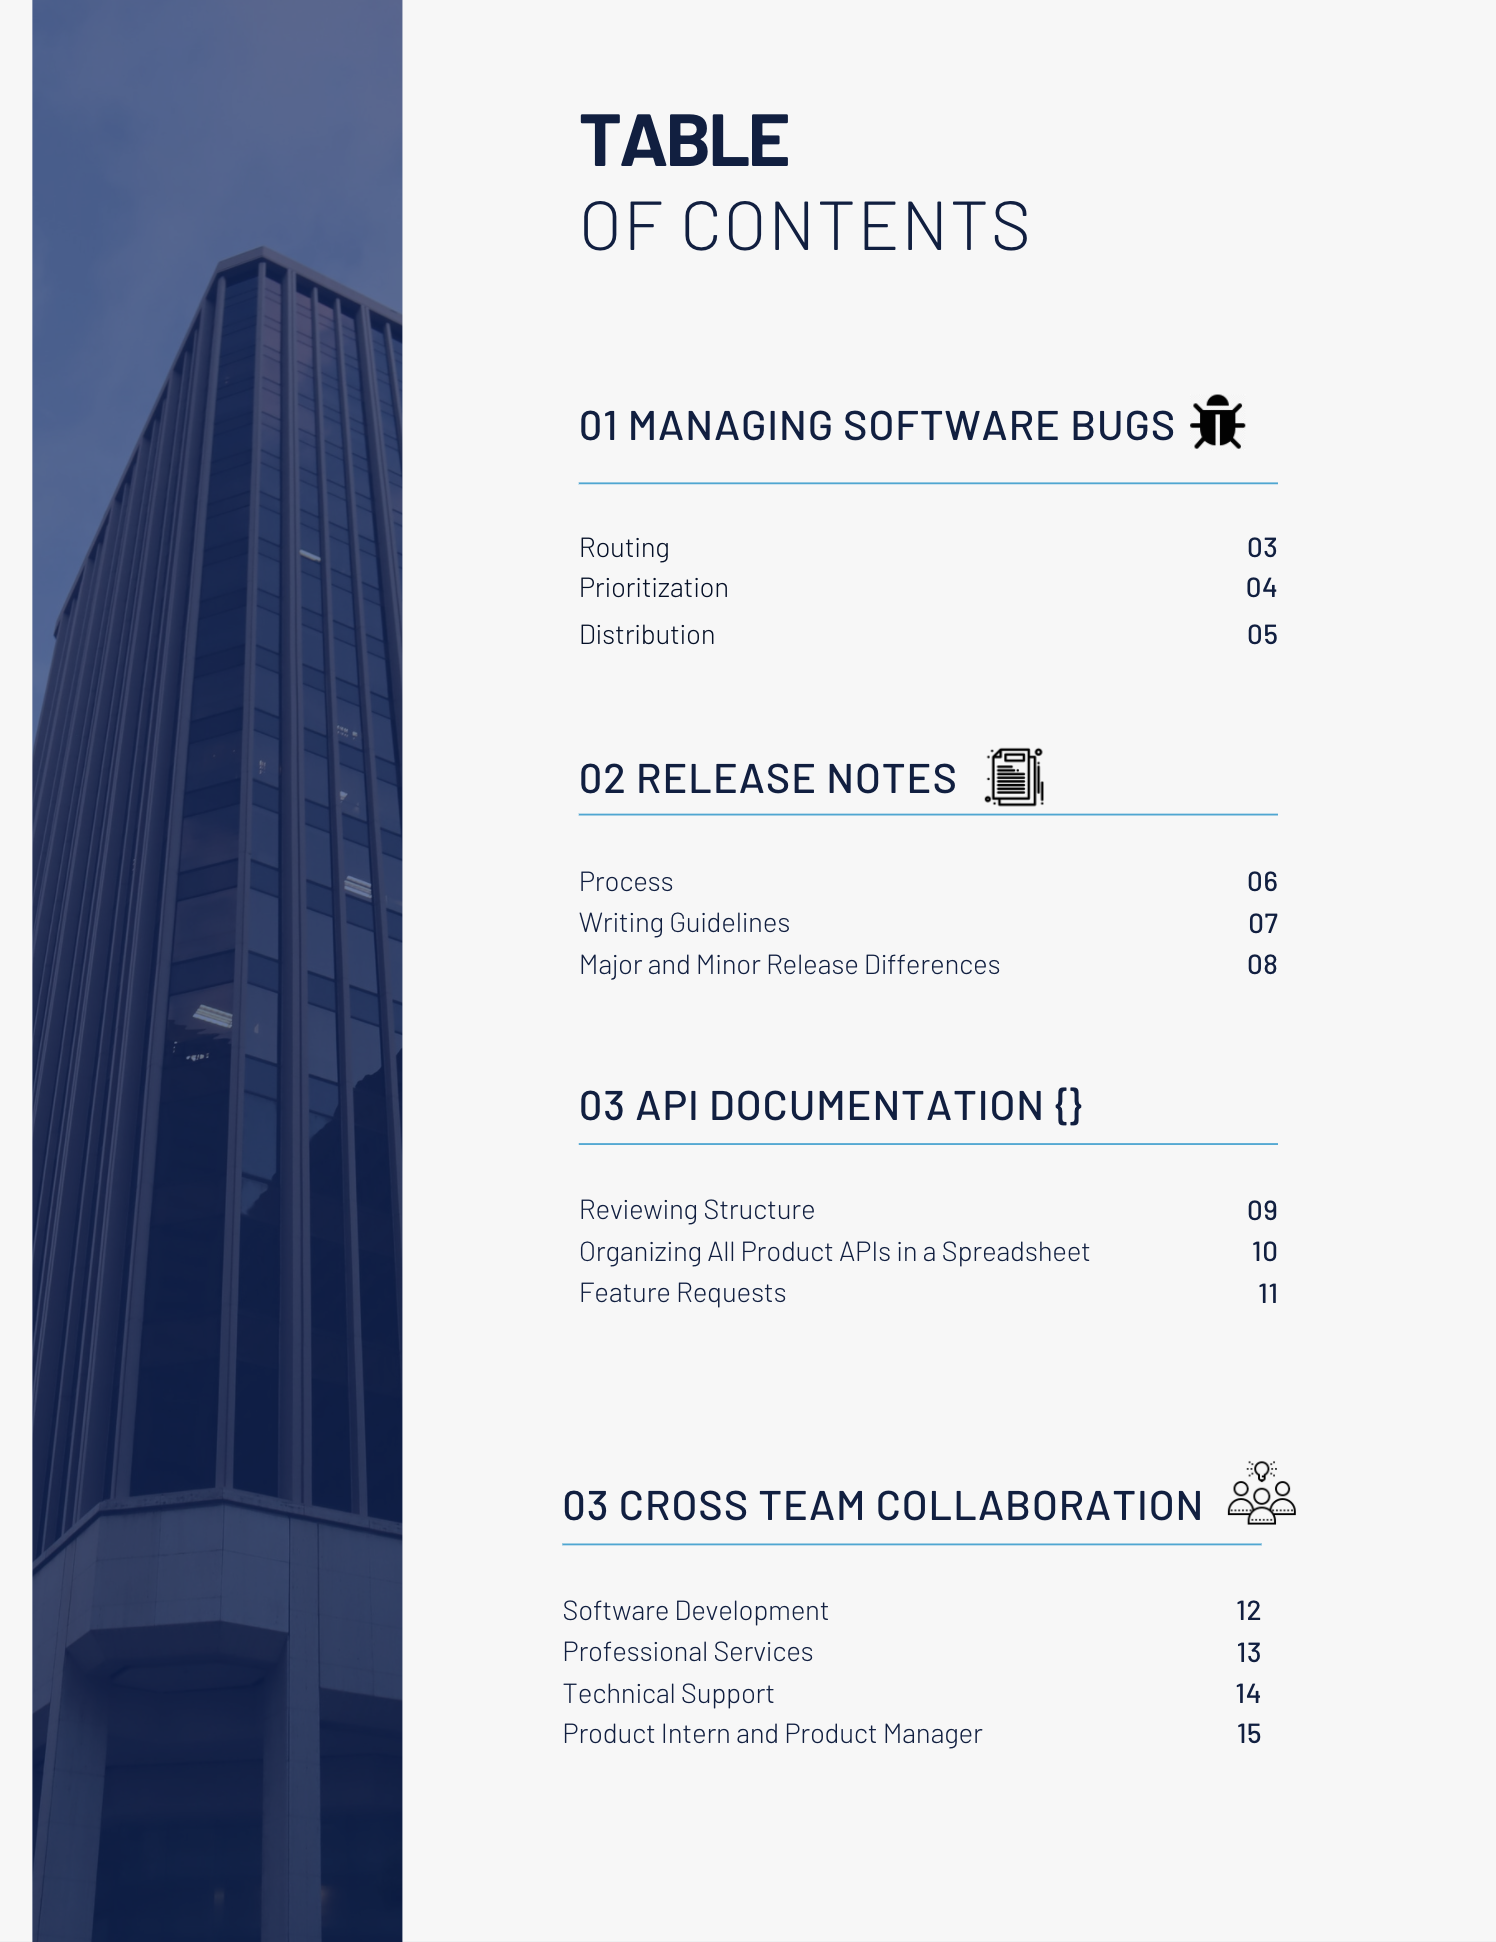 TABLE
OF CONTENTS
01 MANAGING SOFTWARE BUGS
Routing 03
Prioritization 04
Distribution 05
02 RELEASE NOTES
Process 06
Writing Guidelines 07
Major and Minor Release Differences 08
03 API DOCUMENTATION {}
Reviewing Structure 09
Organizing All Product APIs in a Spreadsheet 10
Feature Requests 11
03 CROSS TEAM COLLABORATION
Software Development 12
Professional Services 13
Technical Support 14
Product Intern and Product Manager 15